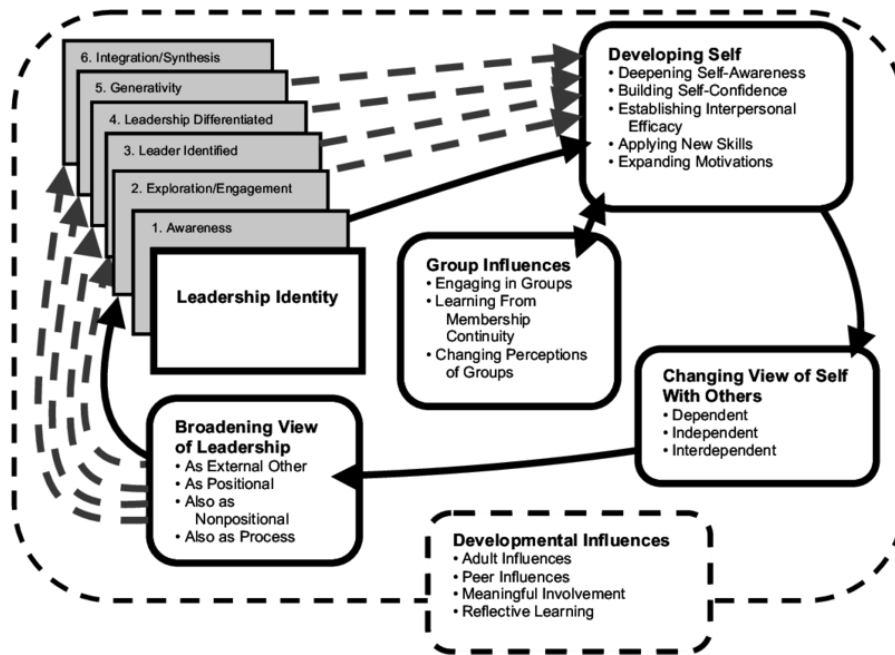 6. Integration/Synthesis
5. Generativity
4. Leadership Differentiated
3. Leader Identified
2. Exploration/Engagement
1. Awareness
Leadership Identity
Developing Self
• Deepening Self-Awareness
• Building Self-Confidence
• Establishing Interpersonal
Efficacy
• Applying New Skills
• Expanding Motivations
Group Influences
• Engaging in Groups
• Learning From
Membership
Continuity
• Changing Perceptions
of Groups
Changing View of Self
With Others
• Dependent
• Independent
• Interdependent
Broadening View
of Leadership
• As External Other
• As Positional
• Also as
Nonpositional
• Also as Process
Developmental Influences
• Adult Influences
• Peer Influences
• Meaningful Involvement
• Reflective Learning